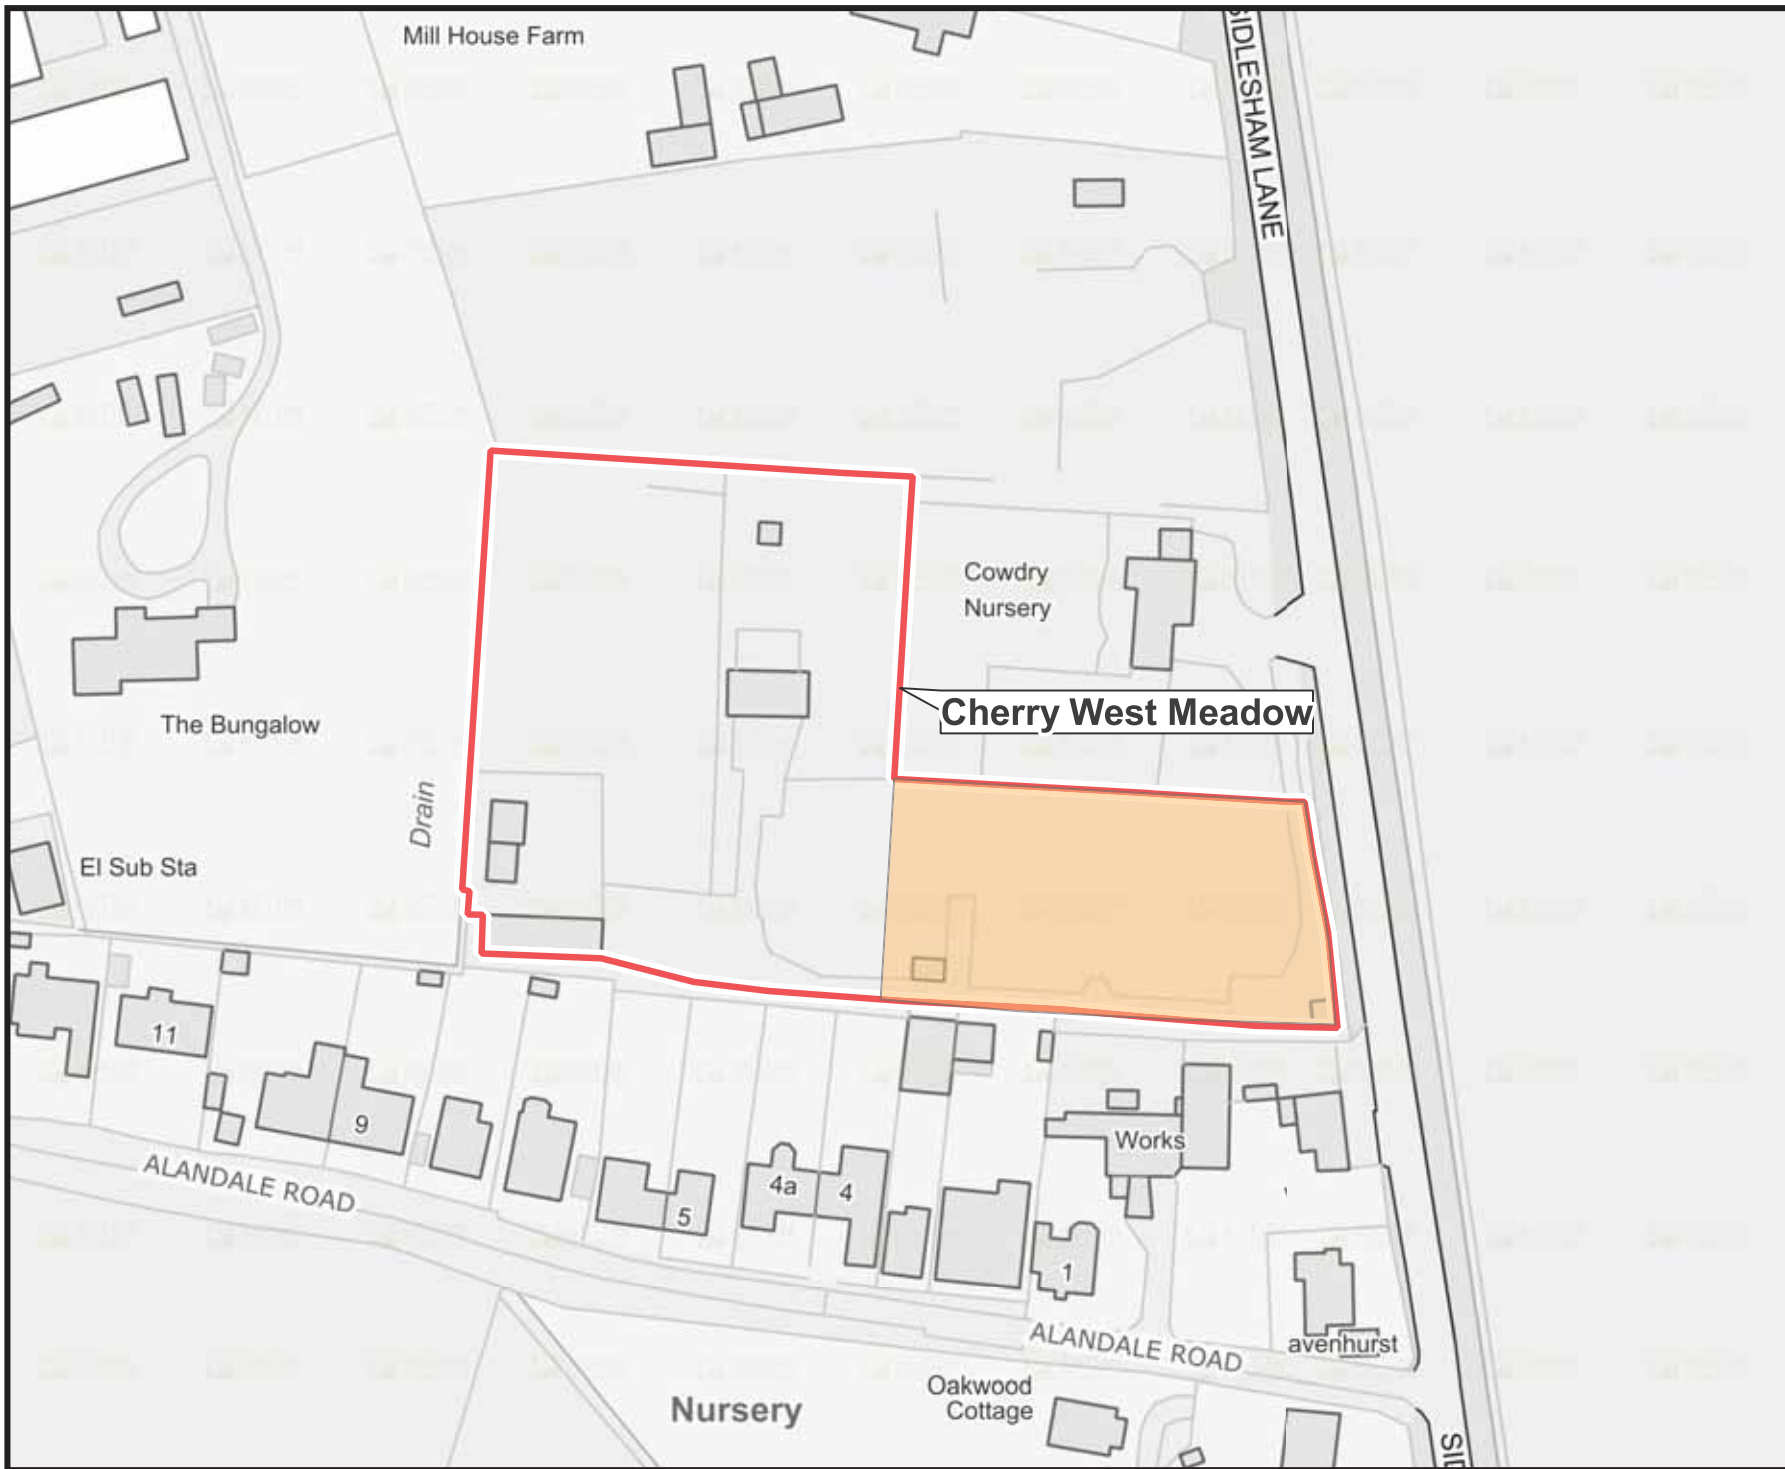 Mill House Farm
SIDLESHAM LANE
Cowdry
Nursery
Cherry West Meadow
The Bungalow
Drain
El Sub Sta
11
9
5
4a
4
1
Works
ALANDALE ROAD
ALANDALE ROAD
avenhurst
Oakwood
Cottage
Nursery
SID